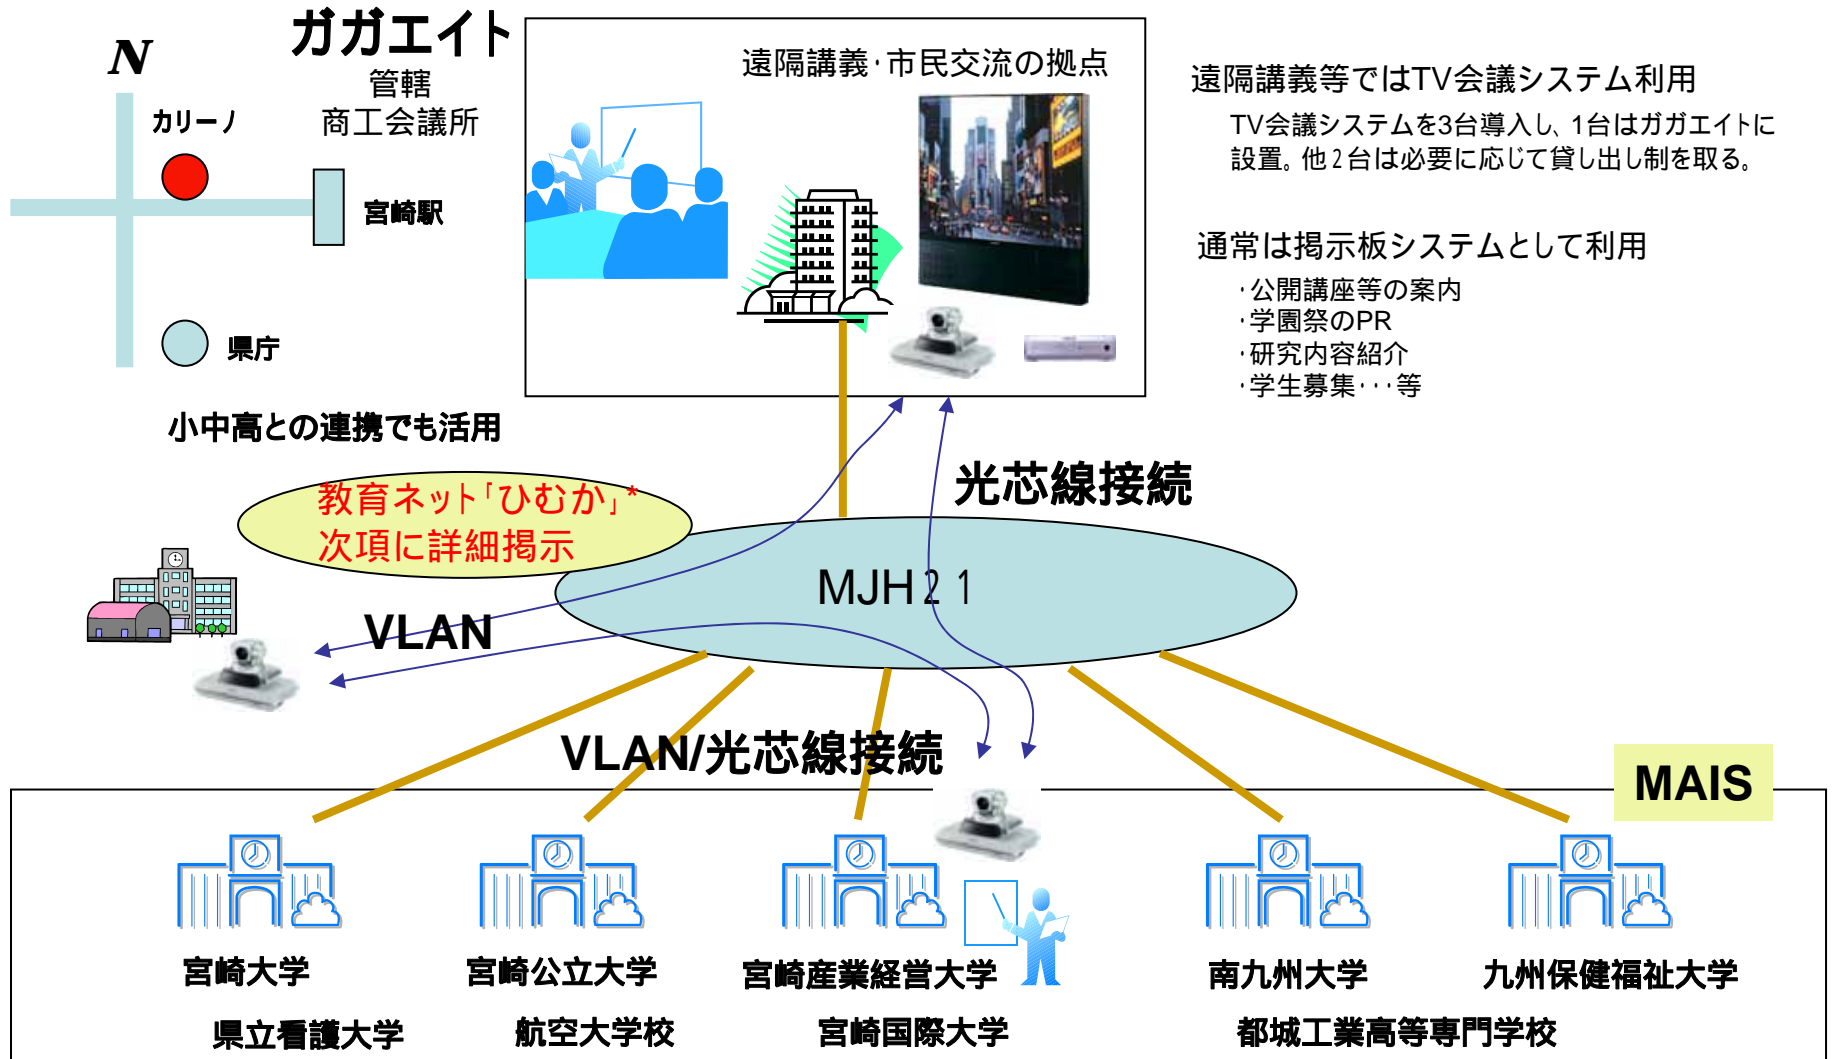 ガガエイト
管轄
商工会議所
N
カリーノ
宮崎駅
県庁
遠隔講義・市民交流の拠点
遠隔講義等ではTV会議システム利用
TV会議システムを3台導入し、1台はガガエイトに
設置。他2台は必要に応じて貸し出し制を取る。
通常は掲示板システムとして利用
・公開講座等の案内
・学園祭のPR
・研究内容紹介
・学生募集・・・等
小中高との連携でも活用
教育ネット「ひむか」*
次項に詳細掲示
光芯線接続
MJH21
VLAN
VLAN/光芯線接続
MAIS
宮崎大学
宮崎公立大学
宮崎産業経営大学
南九州大学
九州保健福祉大学
県立看護大学
航空大学校
宮崎国際大学
都城工業高等専門学校